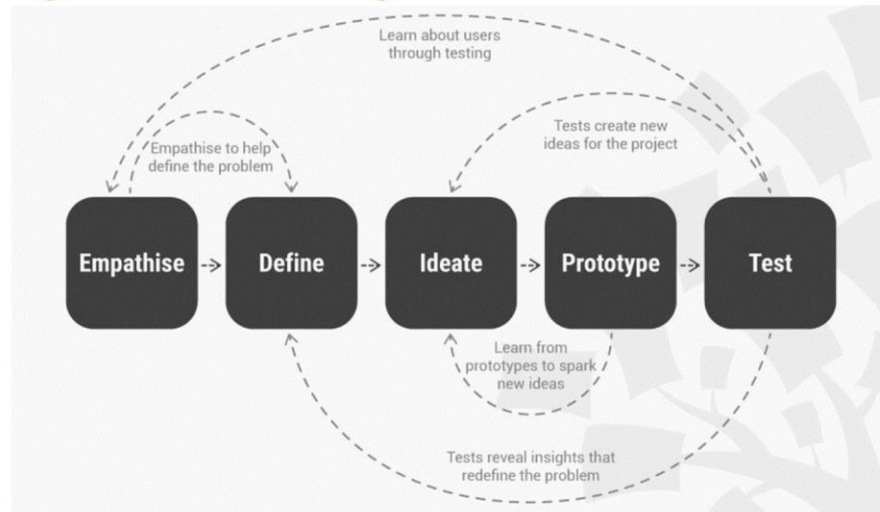 Learn about users
through testing
Tests create new
ideas for the project
Empathise to help
define the problem
Empathise
Define
Ideate
Prototype
Test
Learn from
prototypes to spark
new ideas
Tests reveal insights that
redefine the problem